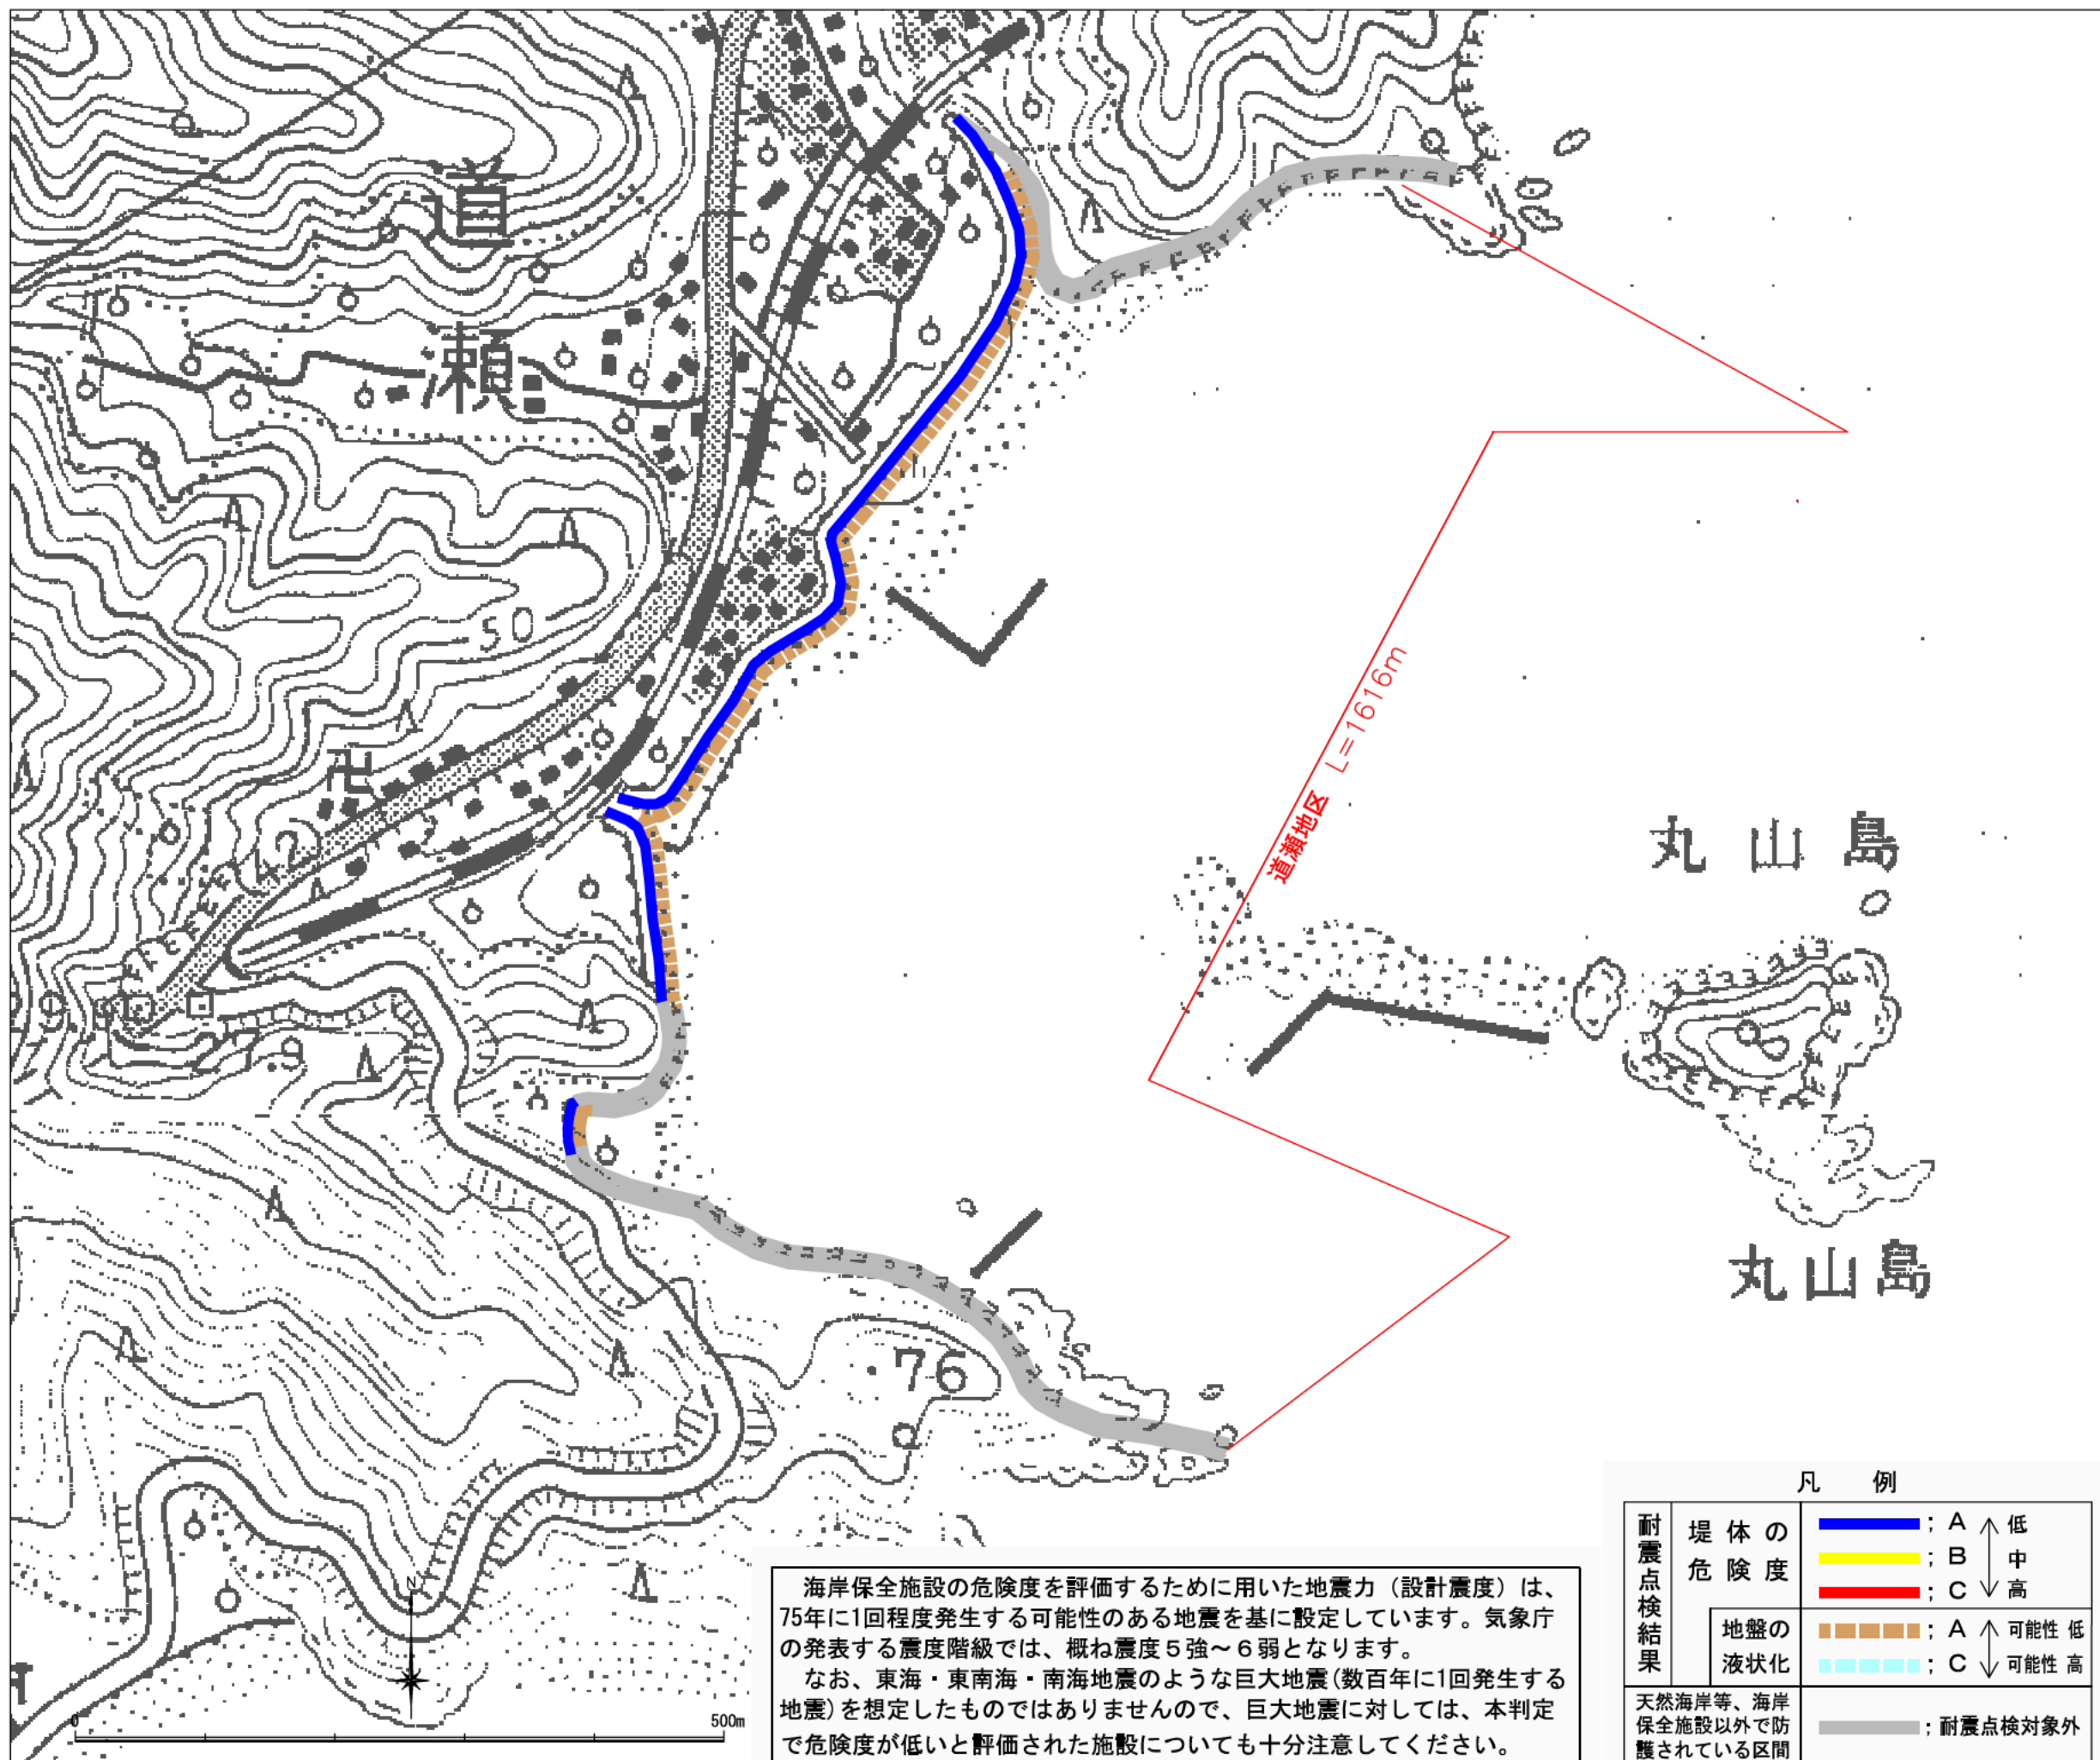 道
瀬
50
卍
42
.9
・76
N
0
500m
道瀬地区 L=1616m
丸山島
丸山島
海岸保全施設の危険度を評価するために用いた地震力（設計震度）は、
75年に1回程度発生する可能性のある地震を基に設定しています。気象庁
の発表する震度階級では、概ね震度５強～６弱となります。
なお、東海・東南海・南海地震のような巨大地震(数百年に1回発生する
地震)を想定したものではありませんので、巨大地震に対しては、本判定
で危険度が低いと評価された施設についても十分注意してください。
凡 例
耐震点検結果
堤体の
危険度
；A 低
；B 中
；C 高
地盤の
液状化
；A 可能性 低
；C 可能性 高
天然海岸等、海岸
保全施設以外で防
護されている区間
；耐震点検対象外